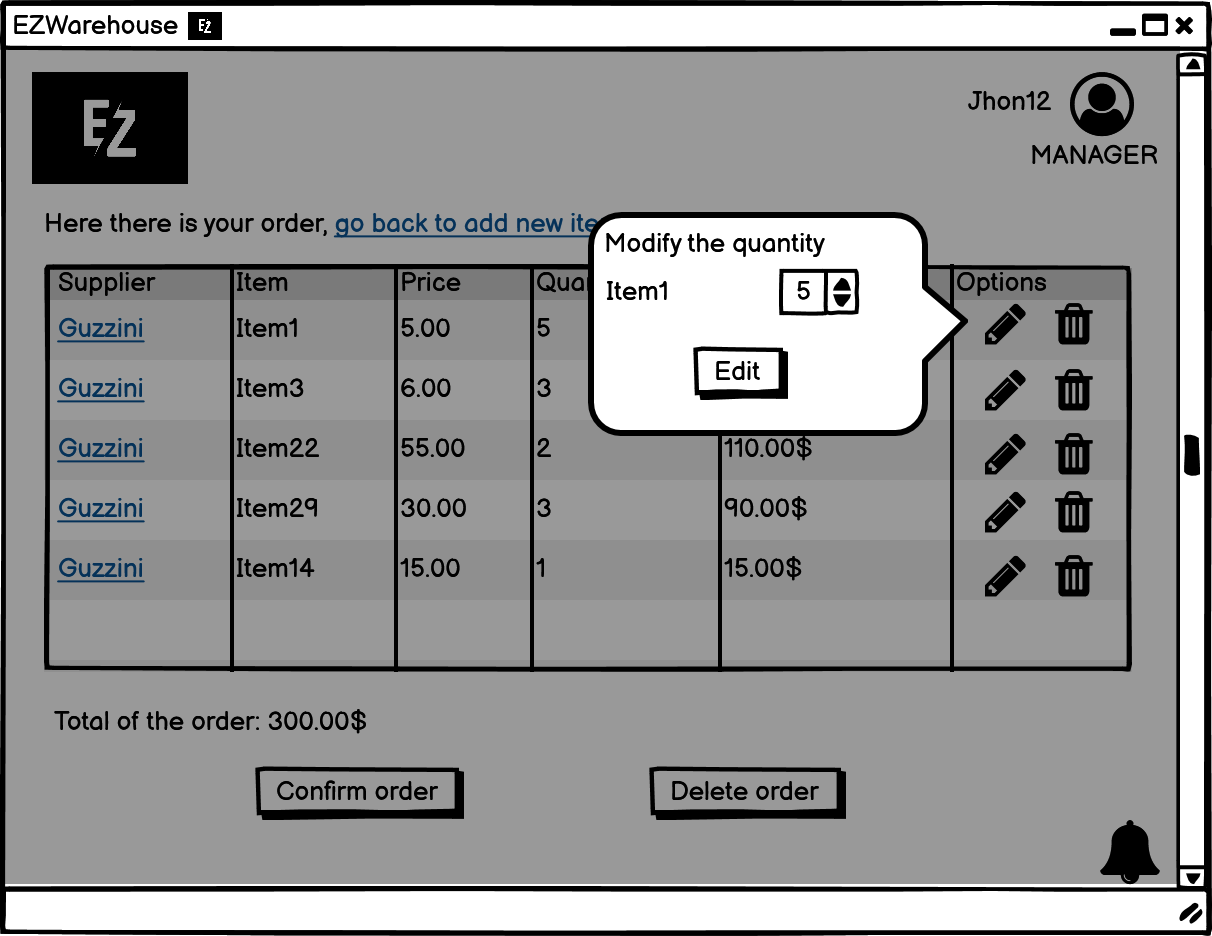 EZWarehouse EZ
EZ
Jhon12
MANAGER
Here there is your order, go back to add new ite
Modify the quantity
Item1 5
Edit
Supplier Item Price Qua Options
Guzzini Item1 5.00 5
Guzzini Item3 6.00 3
Guzzini Item22 55.00 2 110.00$
Guzzini Item29 30.00 3 90.00$
Guzzini Item14 15.00 1 15.00$
Total of the order: 300.00$
Confirm order Delete order